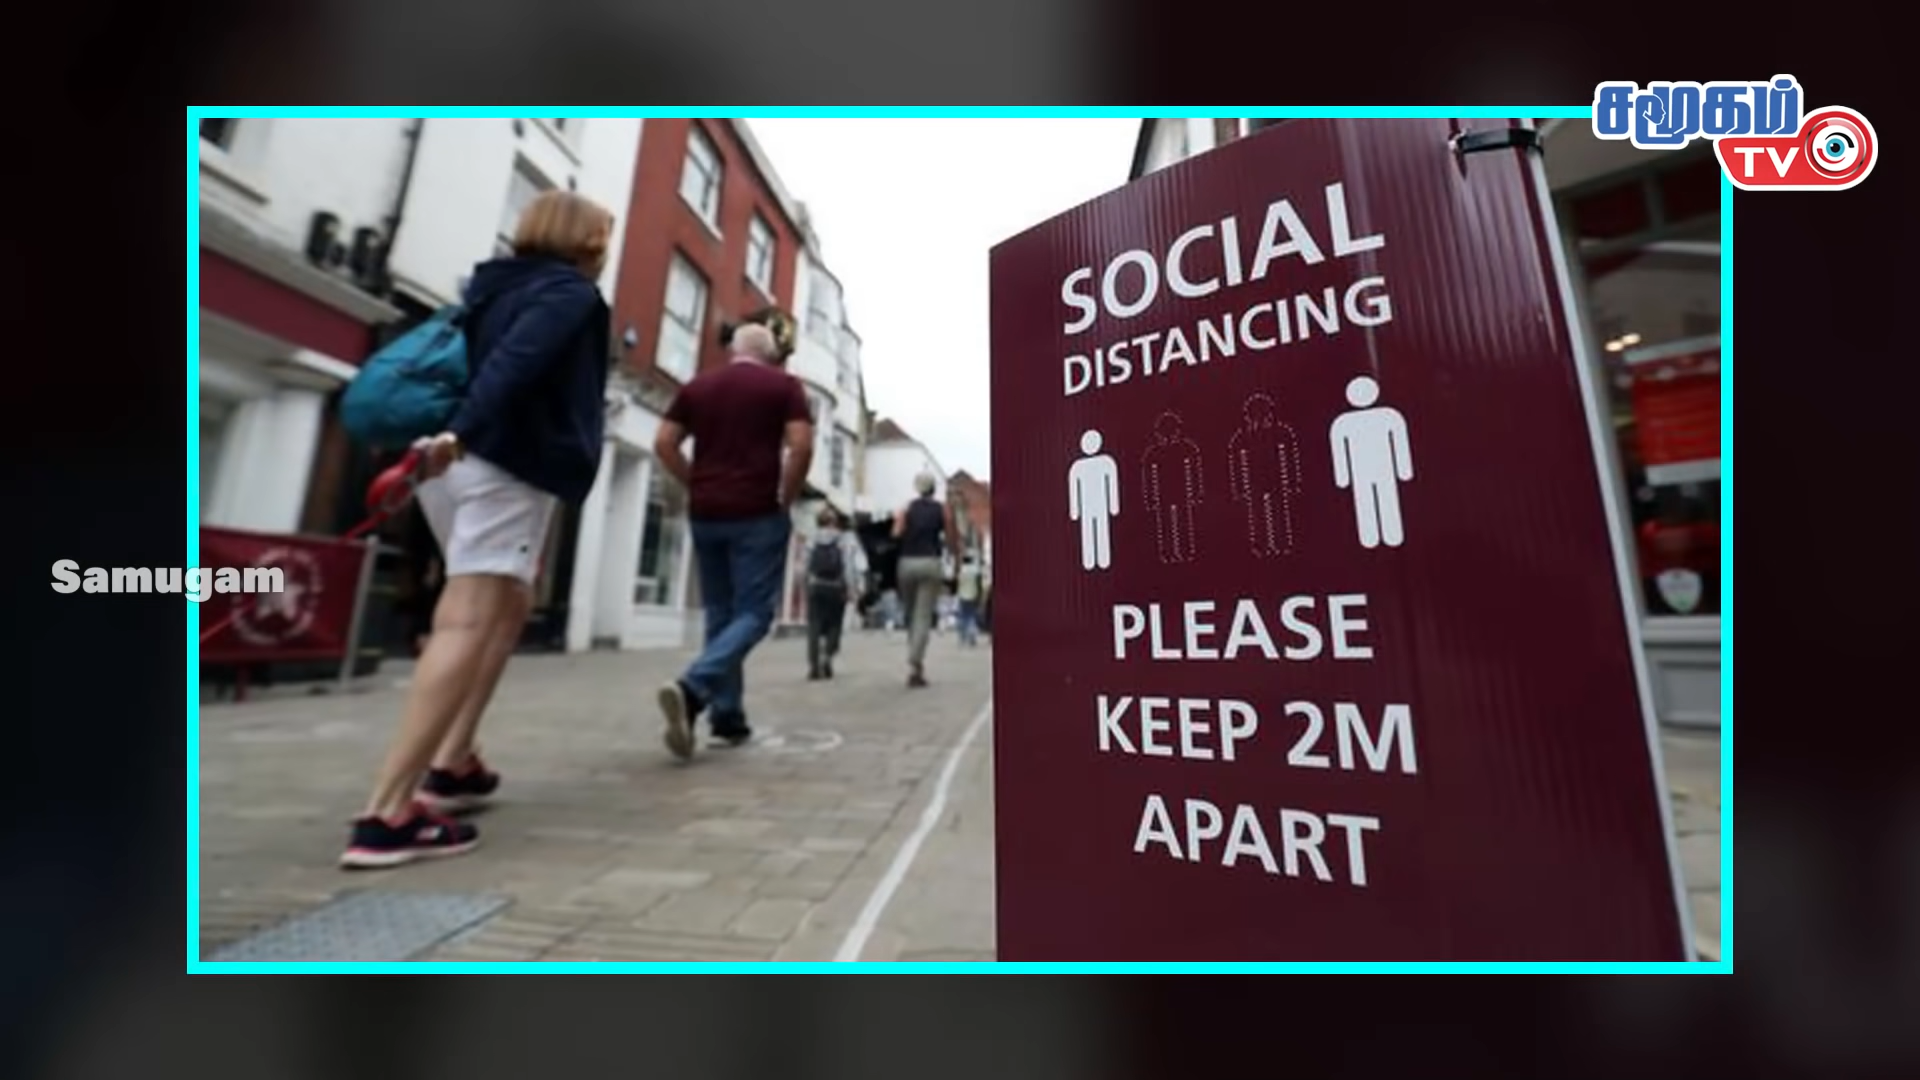 சமூகம்
TV
SOCIAL
DISTANCING
PLEASE
KEEP 2M
APART
Samugam